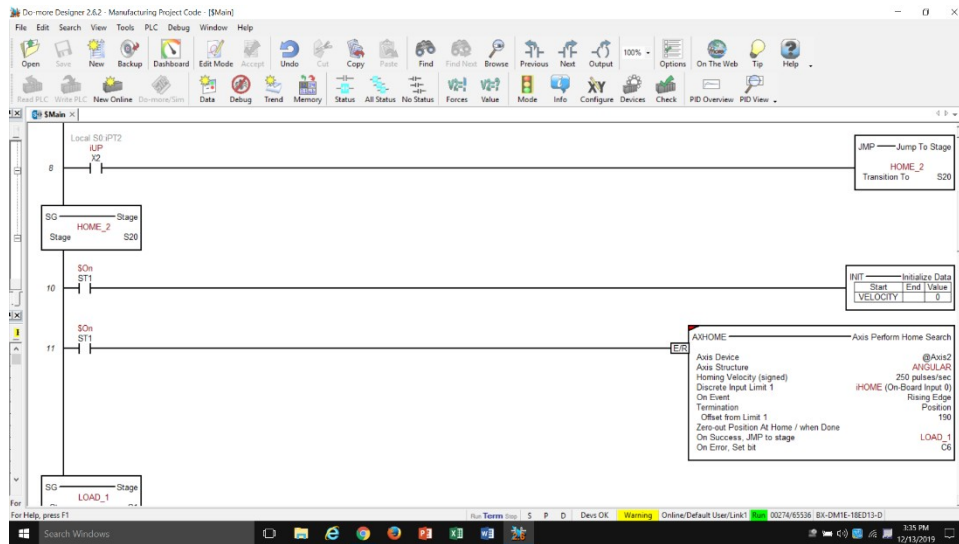 Do-more Designer 2.6.2 - Manufacturing Project Code - [$Main]
File Edit Search View Tools PLC Debug Window Help
Open Save New Backup Dashboard Edit Mode Accept Undo Cut Copy Paste Find Find Next Browse Previous Next Output 100% Options On The Web Tip Help
Read PLC Write PLC New Online Do-more/Sim Data Debug Trend Memory Status All Status No Status Forces Value Mode Info Configure Devices Check PID Overview PID View
$Main
Local S0:iPT2
iUP
X2
8
JMP Jump To Stage
HOME_2
Transition To S20
SG Stage
HOME_2
Stage S20
$On
ST1
10
INIT Initialize Data
Start End Value
VELOCITY 0
$On
ST1
11
E/R
AXHOME Axis Perform Home Search
Axis Device @Axis2
Axis Structure ANGULAR
Homing Velocity (signed) 250 pulses/sec
Discrete Input Limit 1 iHOME (On-Board Input 0)
On Event Rising Edge
Termination Position
Offset from Limit 1 190
Zero-out Position At Home / when Done
On Success, JMP to stage LOAD_1
On Error, Set bit C6
SG Stage
LOAD_1
For
For Help, press F1
Run Term Step S P D Devs OK Warning Online/Default User/Link1 Run 00274/65536 BX-DM1E-18ED13-D
Search Windows
3:35 PM
12/13/2019